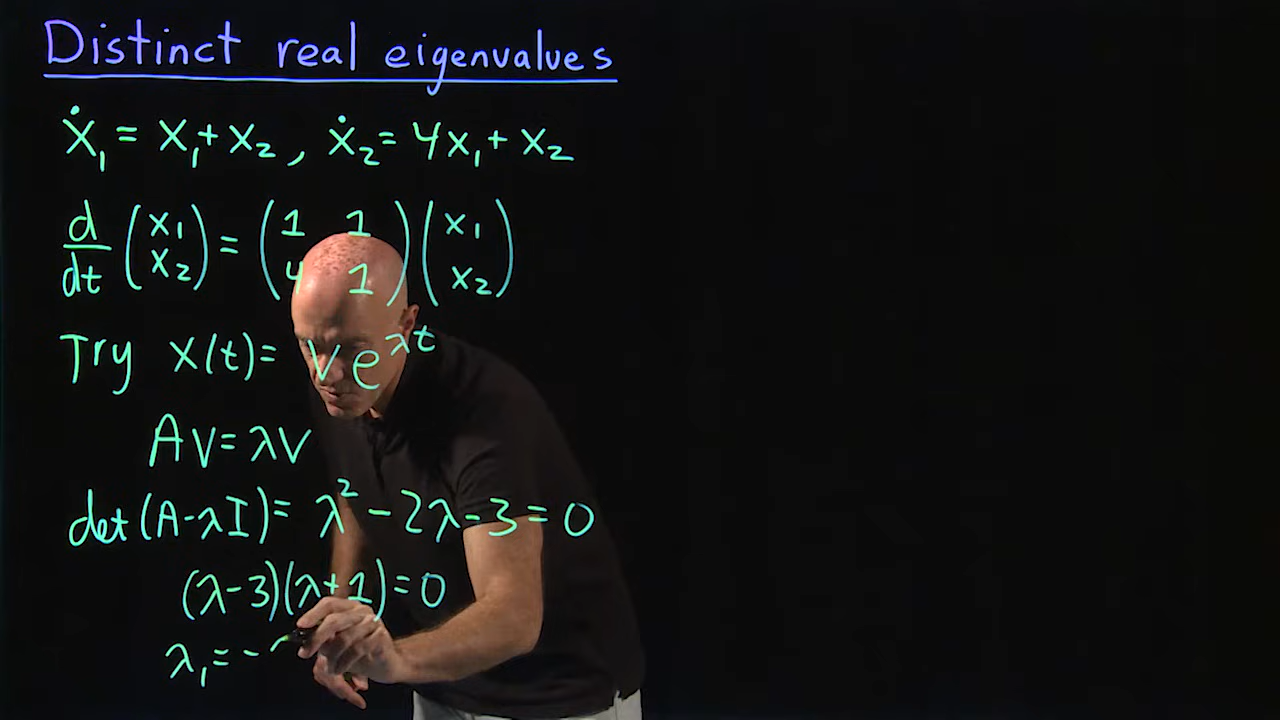 Distinct real eigenvalues
ẋ₁ = x₁ + x₂, ẋ₂ = 4x₁ + x₂
d/dt (x₁ x₂) = (1 1 4 1)(x₁ x₂)
Try x(t) = ve^λt
Av = λv
det(A-λI) = λ² - 2λ - 3 = 0
(λ-3)(λ+1) = 0
λ₁ = -